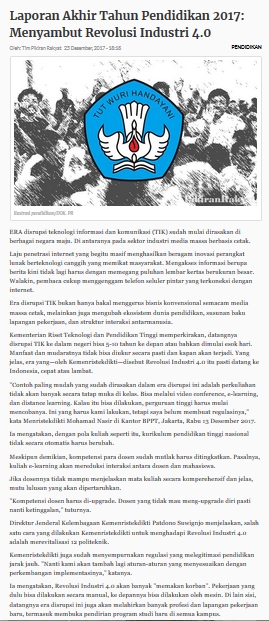 Laporan Akhir Tahun Pendidikan 2017:
Menyambut Revolusi Industri 4.0
Oleh: Tim Pikiran Rakyat 23 Desember, 2017 - 18:58
PENDIDIKAN
TUT WURI HANDAYANI
ERA disrupsi teknologi informasi dan komunikasi (TIK) sudah mulai dirasakan di
berbagai negara maju. Di antaranya pada sektor industri media massa berbasis cetak.
Laju penetrasi internet yang begitu masif menghasilkan beragam inovasi perangkat
lunak berteknologi canggih yang memikat masyarakat. Mengakses informasi berupa
berita kini tidak lagi harus dengan memegang puluhan lembar kertas berukuran besar.
Walakin, pembaca cukup menggenggam telefon seluler pintar yang terkoneksi dengan
internet.
Era disrupsi TIK bukan hanya bakal menggerus bisnis konvensional semacam media
massa cetak, melainkan juga mengubah ekosistem dunia pendidikan, susunan baku
lapangan pekerjaan, dan struktur interaksi antarmanusia.
Kementerian Riset Teknologi dan Pendidikan Tinggi memperkirakan, datangnya
disrupsi TIK ke dalam negeri bisa 5-10 tahun ke depan atau bahkan dimulai esok hari.
Manfaat dan mudaratnya tidak bisa diukur secara pasti dan kapan akan terjadi. Yang
jelas, era yang—oleh Kemenristekdikti—disebut Revolusi Industri 4.0 itu pasti datang ke
Indonesia, cepat atau lambat.
"Contoh paling mudah yang sudah dirasakan dalam era disrupsi ini adalah perkuliahan
tidak akan banyak secara tatap muka di kelas. Bisa melalui video conference, e-learning,
dan distance learning. Kalau itu bisa dilakukan, perguruan tinggi harus mulai
mencobanya. Ini yang harus kami lakukan, tetapi saya belum membuat regulasinya,"
kata Menristekdikti Mohamad Nasir di Kantor BPPT, Jakarta, Rabu 13 Desember 2017.
Ia mengatakan, dengan pola kuliah seperti itu, kurikulum pendidikan tinggi nasional
tidak secara otomatis harus berubah.
Meskipun demikian, kompetensi para dosen sudah mutlak harus ditingkatkan. Pasalnya,
kuliah e-learning akan mereduksi interaksi antara dosen dan mahasiswa.
Jika dosennya tidak mampu menjelaskan mata kuliah secara komprehensif dan jelas,
mutu lulusan yang akan dipertaruhkan.
"Kompetensi dosen harus di-upgrade. Dosen yang tidak mau meng-upgrade diri pasti
nanti ketinggalan," tuturnya.
Direktur Jenderal Kelembagaan Kemenristekdikti Patdono Suwignjo menjelaskan, salah
satu cara yang dilakukan Kemenristekdikti untuk menghadapi Revolusi Industri 4.0
adalah merevitalisasi 12 politeknik.
Kemenristekdikti juga sudah menyempurnakan regulasi yang melegitimasi pendidikan
jarak jauh. "Nanti kami akan tambah lagi aturan-aturan yang menyesuaikan dengan
perkembangan implementasinya," katanya.
Ia mengatakan, Revolusi Industri 4.0 akan banyak "memakan korban". Pekerjaan yang
dulu bisa dilakukan secara manual, ke depannya bisa dilakukan oleh mesin. Di lain sisi,
datangnya era disrupsi ini juga akan melahirkan banyak profesi dan lapangan pekerjaan
baru, termasuk membuka pendirian program studi baru di semua kampus.